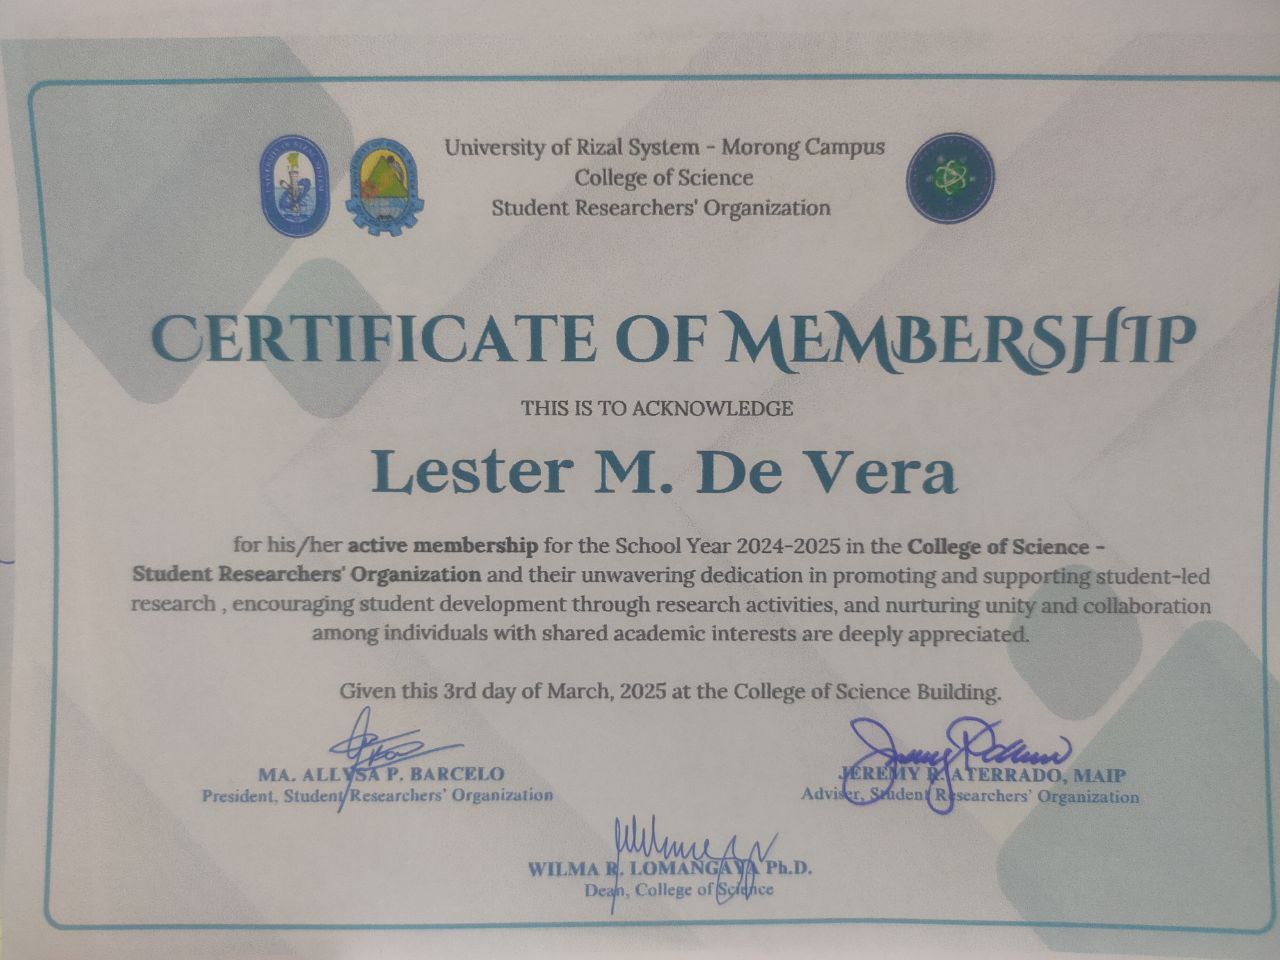 University of Rizal System - Morong Campus
College of Science
Student Researchers' Organization
CERTIFICATE OF MEMBERSHIP
THIS IS TO ACKNOWLEDGE
Lester M. De Vera
for his/her active membership for the School Year 2024-2025 in the College of Science -
Student Researchers' Organization and their unwavering dedication in promoting and supporting student-led
research , encouraging student development through research activities, and nurturing unity and collaboration
among individuals with shared academic interests are deeply appreciated.
Given this 3rd day of March, 2025 at the College of Science Building.
MA. ALLYSA P. BARCELO
President, Student Researchers' Organization
JEREMY R. ATERRADO, MAIP
Adviser, Student Researchers' Organization
WILMA R. LOMANGAYA Ph.D.
Dean, College of Science